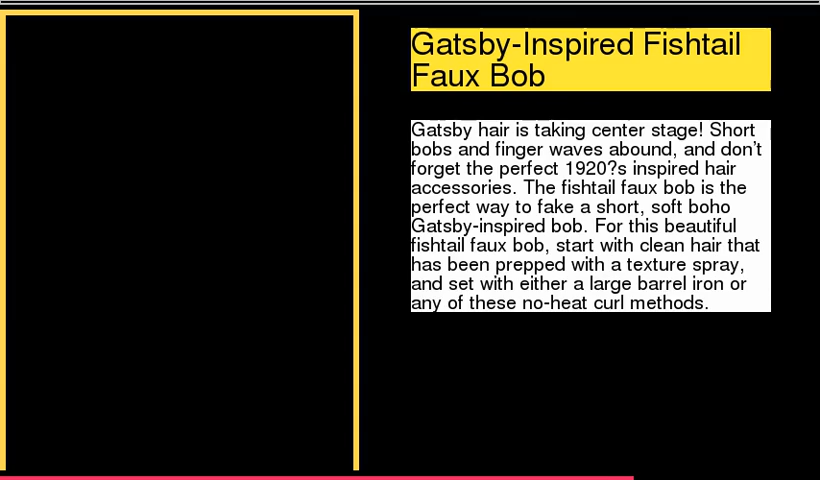 Gatsby-Inspired Fishtail
Faux Bob
Gatsby hair is taking center stage! Short
bobs and finger waves abound, and don’t
forget the perfect 1920?s inspired hair
accessories. The fishtail faux bob is the
perfect way to fake a short, soft boho
Gatsby-inspired bob. For this beautiful
fishtail faux bob, start with clean hair that
has been prepped with a texture spray,
and set with either a large barrel iron or
any of these no-heat curl methods.